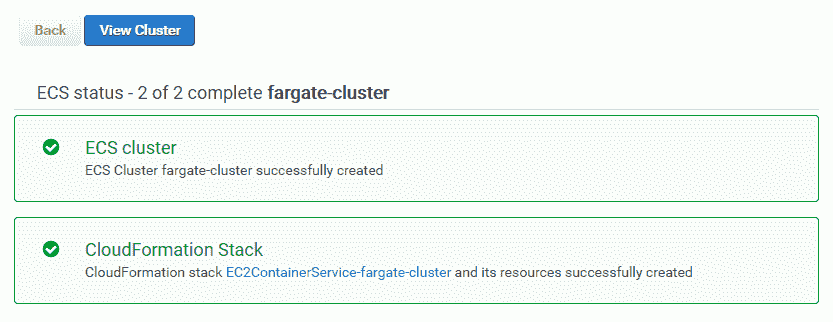 Back
View Cluster
ECS status - 2 of 2 complete fargate-cluster
ECS cluster
ECS Cluster fargate-cluster successfully created
CloudFormation Stack
CloudFormation stack EC2ContainerService-fargate-cluster and its resources successfully created